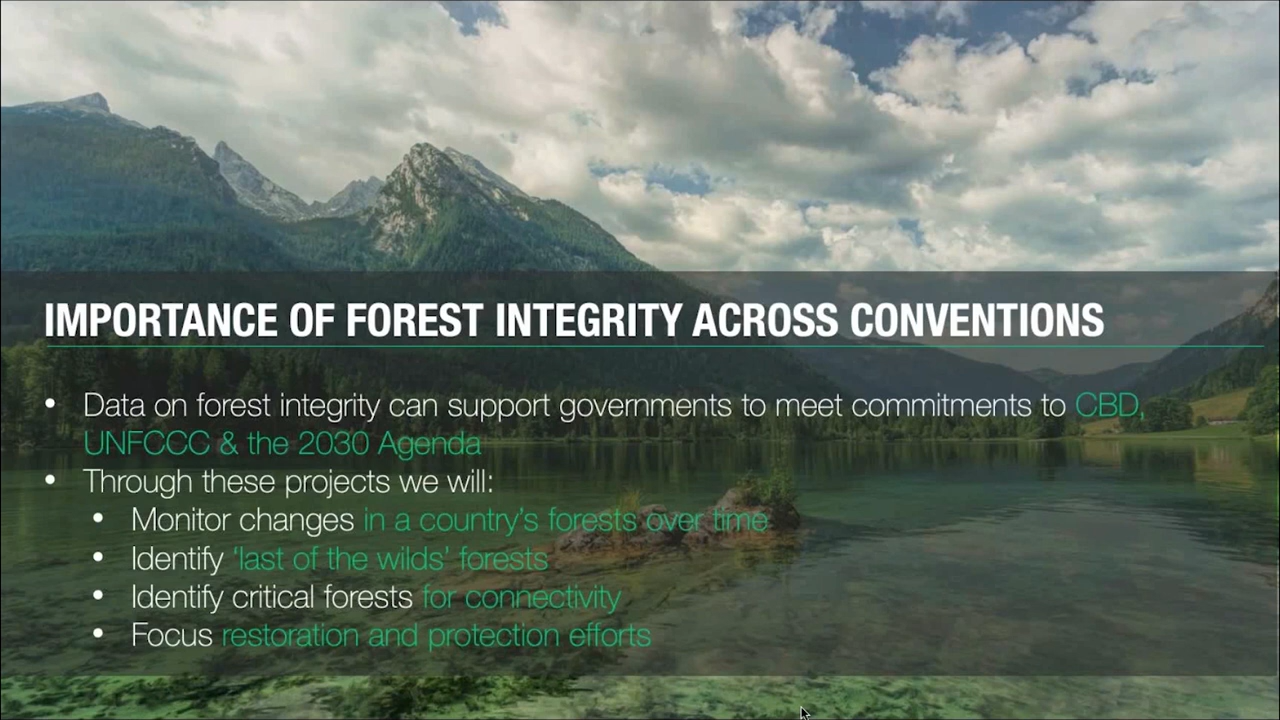 IMPORTANCE OF FOREST INTEGRITY ACROSS CONVENTIONS
• Data on forest integrity can support governments to meet commitments to CBD,
UNFCCC & the 2030 Agenda
• Through these projects we will:
• Monitor changes in a country's forests over time
• Identify ‘last of the wilds’ forests
• Identify critical forests for connectivity
• Focus restoration and protection efforts